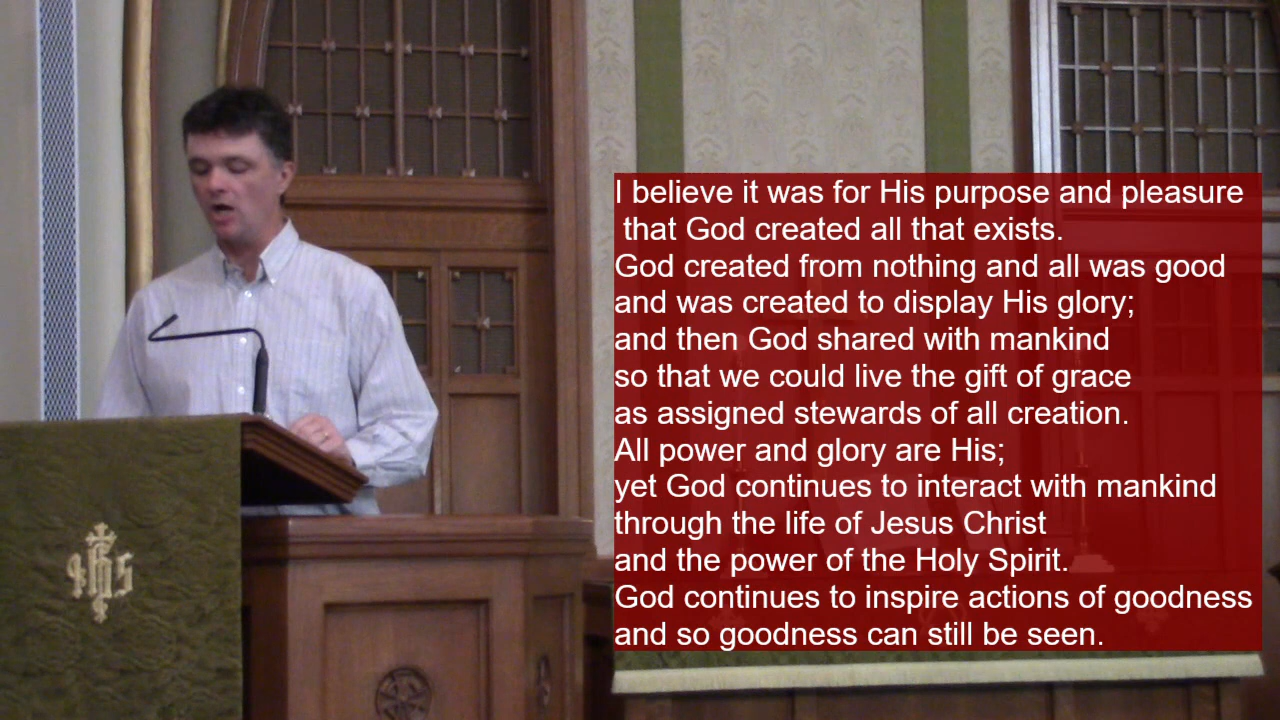 I believe it was for His purpose and pleasure
that God created all that exists.
God created from nothing and all was good
and was created to display His glory;
and then God shared with mankind
so that we could live the gift of grace
as assigned stewards of all creation.
All power and glory are His;
yet God continues to interact with mankind
through the life of Jesus Christ
and the power of the Holy Spirit.
God continues to inspire actions of goodness
and so goodness can still be seen.
IHS